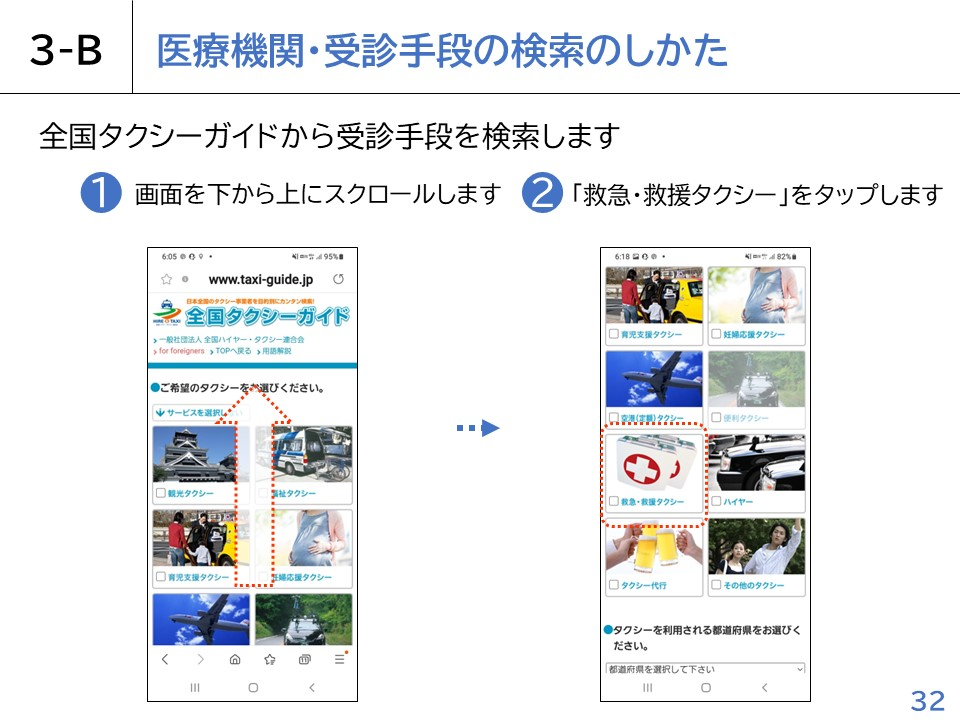 3-B
医療機関・受診手段の検索のしかた
全国タクシーガイドから受診手段を検索します
1 画面を下から上にスクロールします
2 「救急・救援タクシー」をタップします
6:05
95%
www.taxi-guide.jp
日本全国のタクシー事業者を目的別にカンタン検索!
全国タクシーガイド
一般社団法人 全国ハイヤー・タクシー連合会
for foreigners TOPへ戻る 用語解説
ご希望のタクシーをお選びください。
サービスを選択し
観光タクシー
福祉タクシー
育児支援タクシー
妊婦応援タクシー
6:18
82%
育児支援タクシー
妊婦応援タクシー
空港(定額)タクシー
便利タクシー
救急・救援タクシー
ハイヤー
タクシー代行
その他のタクシー
タクシーを利用される都道府県をお選びく
ださい。
都道府県を選択して下さい
32